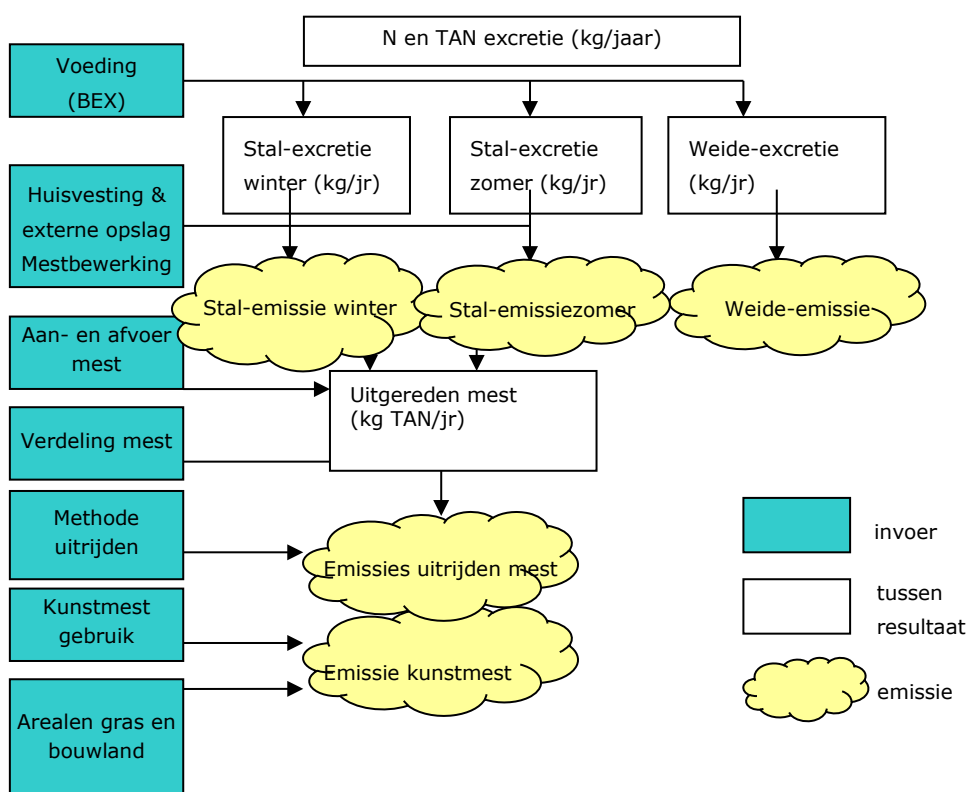 N en TAN excretie (kg/jaar)
Voeding
(BEX)
Stal-excretie
winter (kg/jr)
Stal-excretie
zomer (kg/jr)
Weide-excretie
(kg/jr)
Huisvesting &
externe opslag
Mestbewerking
Stal-emissie winter
Stal-emissiezomer
Weide-emissie
Aan- en afvoer
mest
Uitgereden mest
(kg TAN/jr)
Verdeling mest
Methode
uitrijden
Emissies uitrijden mest
Kunstmest
gebruik
Emissie kunstmest
Arealen gras en
bouwland
invoer
tussen
resultaat
emissie